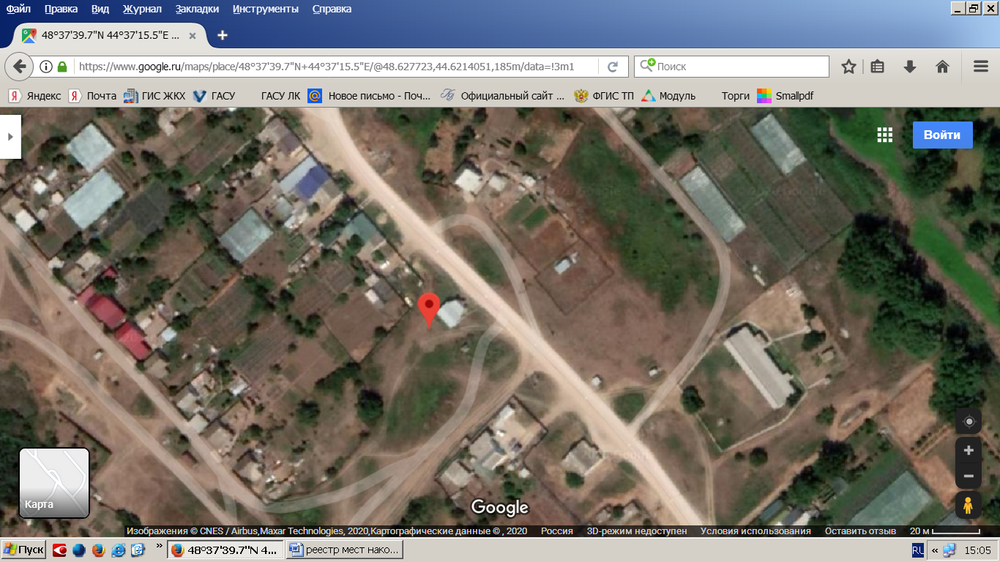 Файл Правка Вид Журнал Закладки Инструменты Справка
48°37'39.7"N 44°37'15.5"E ...
https://www.google.ru/maps/place/48°37'39.7"N+44°37'15.5"E/@48.627723,44.6214051,185m/data=!3m1
Поиск
Яндекс Почта ГИС ЖКХ ГАСУ ГАСУ ЛК Новое письмо - Поч... Официальный сайт ... ФГИС ТП Модуль Торги Smallpdf
Войти
Карта
Google
Изображения © CNES / Airbus,Maxar Technologies, 2020,Картографические данные © , 2020 Россия 3D-режим недоступен Условия использования Оставить отзыв 20 м
Пуск » 48°37'39.7"N 4... реестр мест нако... RU « 15:05